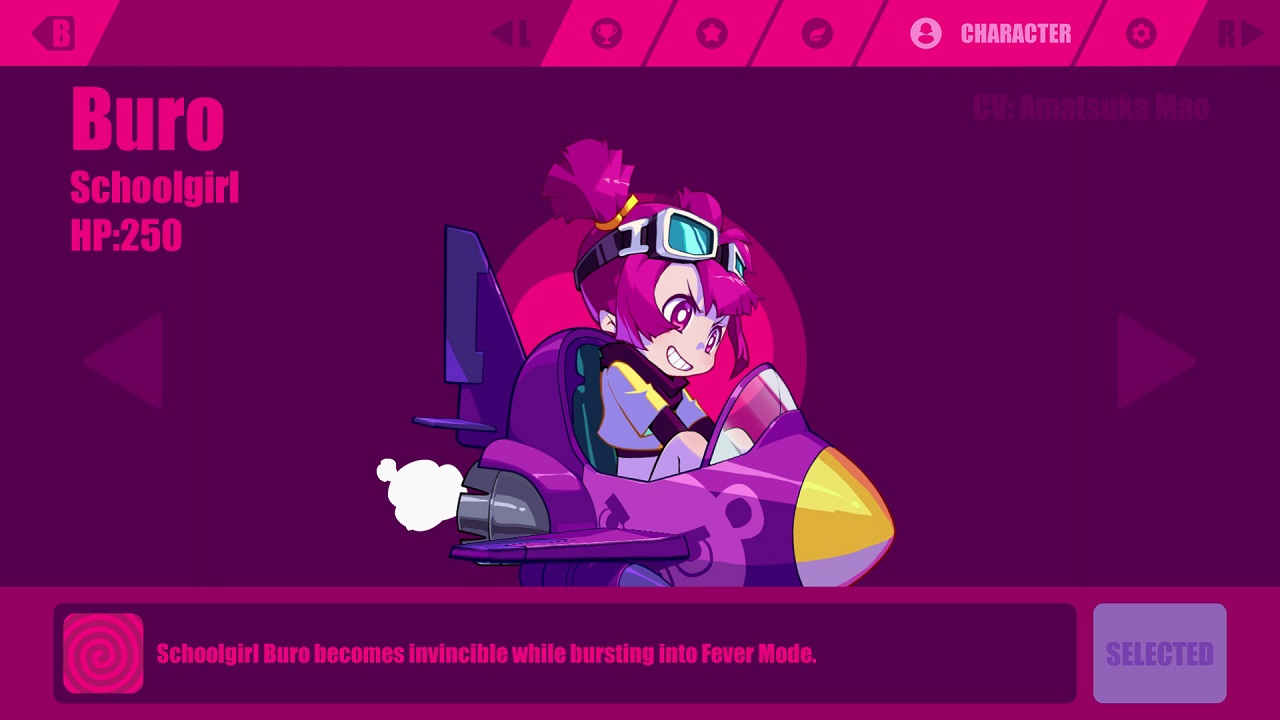 B
L
CHARACTER
R
Buro
CV: Amatsuka Mao
Schoolgirl
HP:250
Schoolgirl Buro becomes invincible while bursting into Fever Mode.
SELECTED